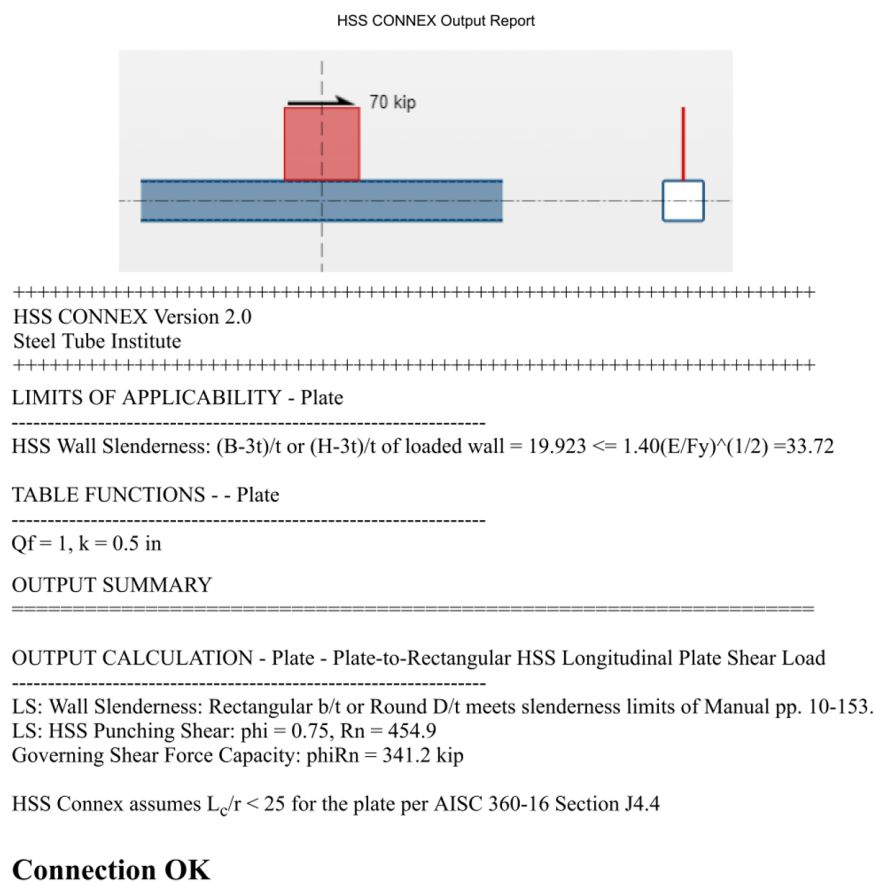 HSS CONNEX Output Report
70 kip
++++++++++++++++++++++++++++++++++++++++++++++++++++++++++++++++++
HSS CONNEX Version 2.0
Steel Tube Institute
++++++++++++++++++++++++++++++++++++++++++++++++++++++++++++++++++
LIMITS OF APPLICABILITY - Plate
------------------------------------------------------------------
HSS Wall Slenderness: (B-3t)/t or (H-3t)/t of loaded wall = 19.923 <= 1.40(E/Fy)^(1/2) =33.72
TABLE FUNCTIONS - - Plate
------------------------------------------------------------------
Qf = 1, k = 0.5 in
OUTPUT SUMMARY
==================================================================
OUTPUT CALCULATION - Plate - Plate-to-Rectangular HSS Longitudinal Plate Shear Load
------------------------------------------------------------------
LS: Wall Slenderness: Rectangular b/t or Round D/t meets slenderness limits of Manual pp. 10-153.
LS: HSS Punching Shear: phi = 0.75, Rn = 454.9
Governing Shear Force Capacity: phiRn = 341.2 kip
HSS Connex assumes Lc/r < 25 for the plate per AISC 360-16 Section J4.4
Connection OK